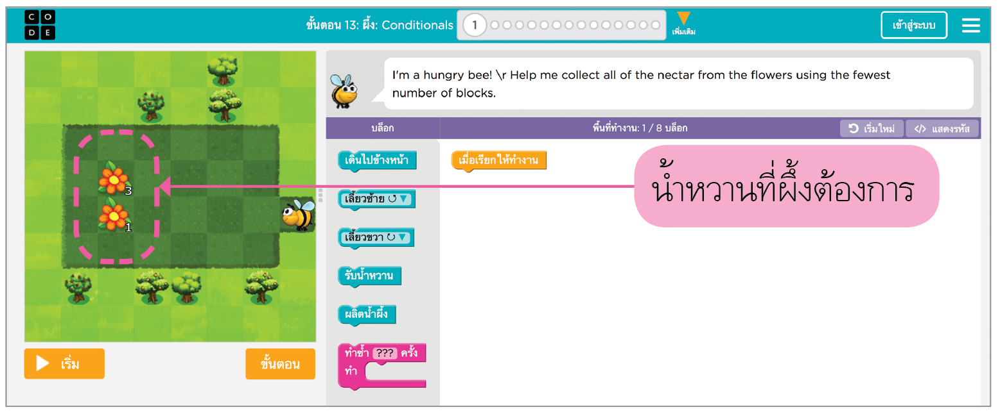 C O
D E
ขั้นตอน 13: ผึ้ง: Conditionals
1
เพิ่มเติม
เข้าสู่ระบบ
I'm a hungry bee! \r Help me collect all of the nectar from the flowers using the fewest
number of blocks.
บล็อก
พื้นที่ทำงาน: 1 / 8 บล็อก
เริ่มใหม่
</> แสดงรหัส
เดินไปข้างหน้า
เมื่อเรียกให้ทำงาน
น้ำหวานที่ผึ้งต้องการ
3
เลี้ยวซ้าย ↺ ▼
1
เลี้ยวขวา ↻ ▼
รับน้ำหวาน
ผลิตน้ำผึ้ง
ทำซ้ำ ??? ครั้ง
ทำ
เริ่ม
ขั้นตอน